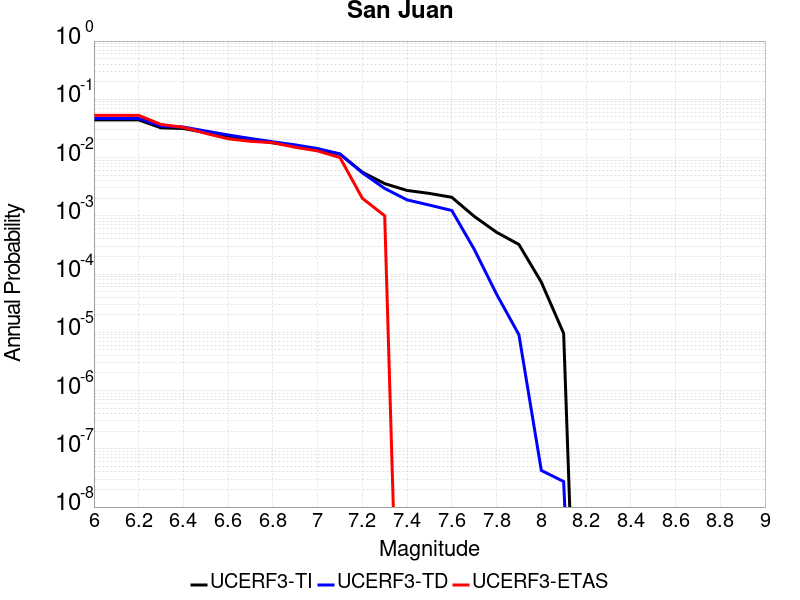 San Juan
10^0
10^-1
10^-2
10^-3
10^-4
10^-5
10^-6
10^-7
10^-8
Annual Probability
6 6.2 6.4 6.6 6.8 7 7.2 7.4 7.6 7.8 8 8.2 8.4 8.6 8.8 9
Magnitude
UCERF3-TI UCERF3-TD UCERF3-ETAS